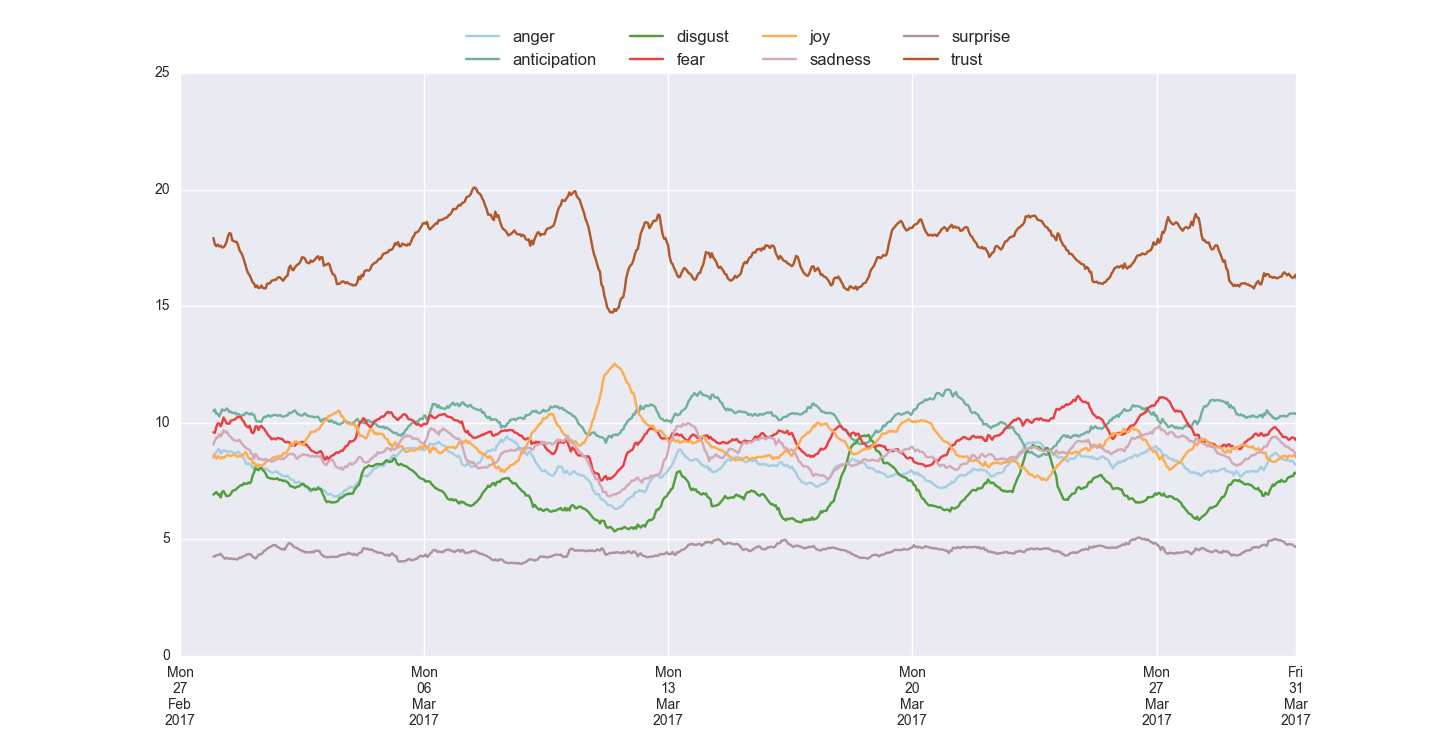 anger disgust joy surprise
anticipation fear sadness trust
25
20
15
10
5
0
Mon Mon Mon Mon Mon Fri
27 06 13 20 27 31
Feb Mar Mar Mar Mar Mar
2017 2017 2017 2017 2017 2017